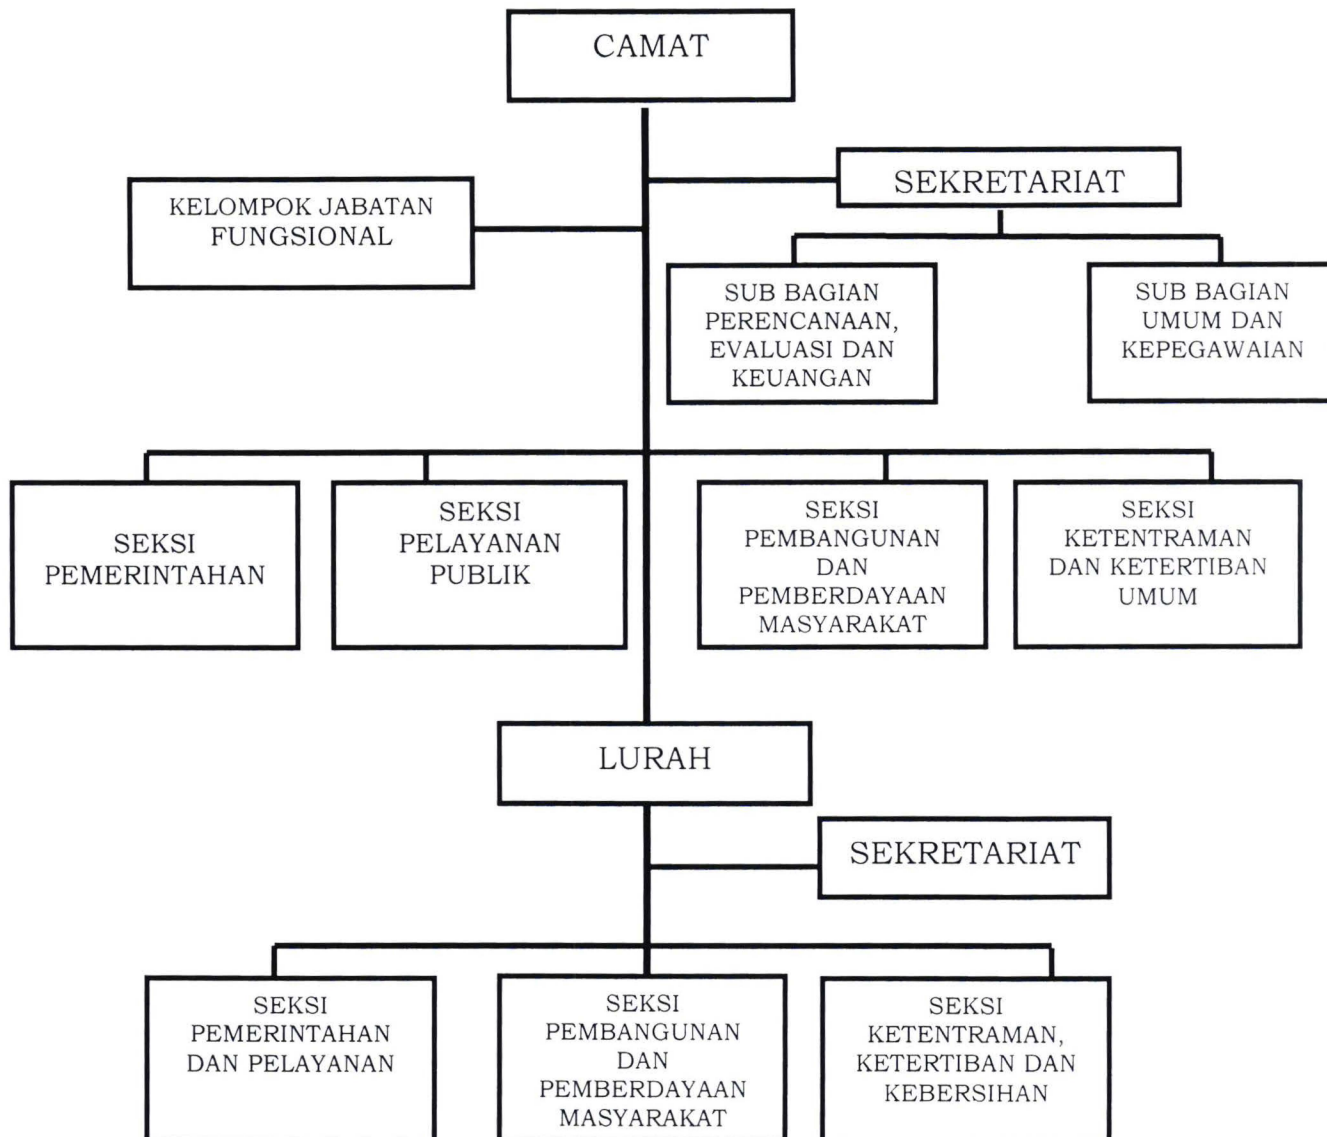 CAMAT
SEKRETARIAT
KELOMPOK JABATAN
FUNGSIONAL
SUB BAGIAN
PERENCANAAN,
EVALUASI DAN
KEUANGAN
SUB BAGIAN
UMUM DAN
KEPEGAWAIAN
SEKSI
PEMERINTAHAN
SEKSI
PELAYANAN
PUBLIK
SEKSI
PEMBANGUNAN
DAN
PEMBERDAYAAN
MASYARAKAT
SEKSI
KETENTRAMAN
DAN KETERTIBAN
UMUM
LURAH
SEKRETARIAT
SEKSI
PEMERINTAHAN
DAN PELAYANAN
SEKSI
PEMBANGUNAN
DAN
PEMBERDAYAAN
MASYARAKAT
SEKSI
KETENTRAMAN,
KETERTIBAN DAN
KEBERSIHAN